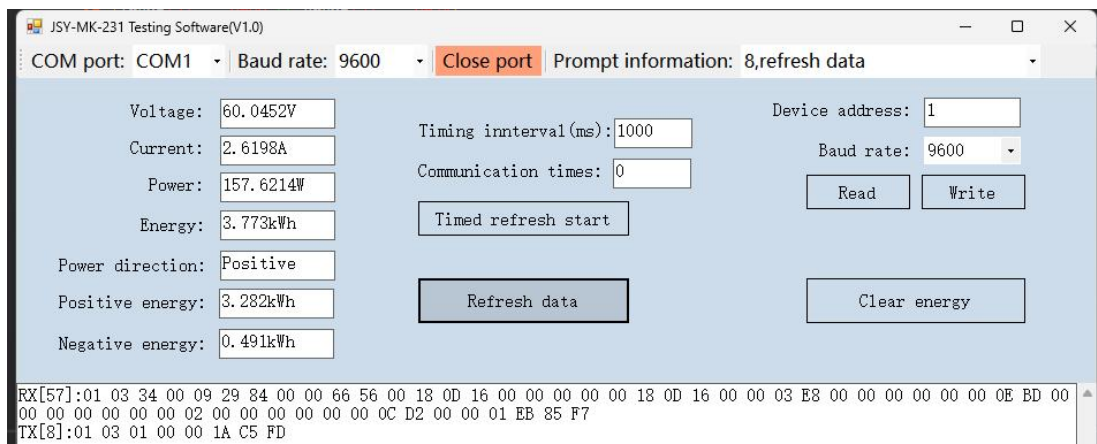 JSY-MK-231 Testing Software(V1.0)
COM port: COM1 Baud rate: 9600 Close port Prompt information: 8,refresh data
Voltage: 60.0452V
Current: 2.6198A
Power: 157.6214W
Energy: 3.773kWh
Power direction: Positive
Positive energy: 3.282kWh
Negative energy: 0.491kWh
Timing innterval(ms): 1000
Communication times: 0
Timed refresh start
Refresh data
Device address: 1
Baud rate: 9600
Read Write
Clear energy
RX[57]:01 03 34 00 09 29 84 00 00 66 56 00 18 0D 16 00 00 00 00 00 18 0D 16 00 00 03 E8 00 00 00 00 00 00 0E BD 00
00 00 00 00 00 00 02 00 00 00 00 00 00 0C D2 00 00 01 EB 85 F7
TX[8]:01 03 01 00 00 1A C5 FD